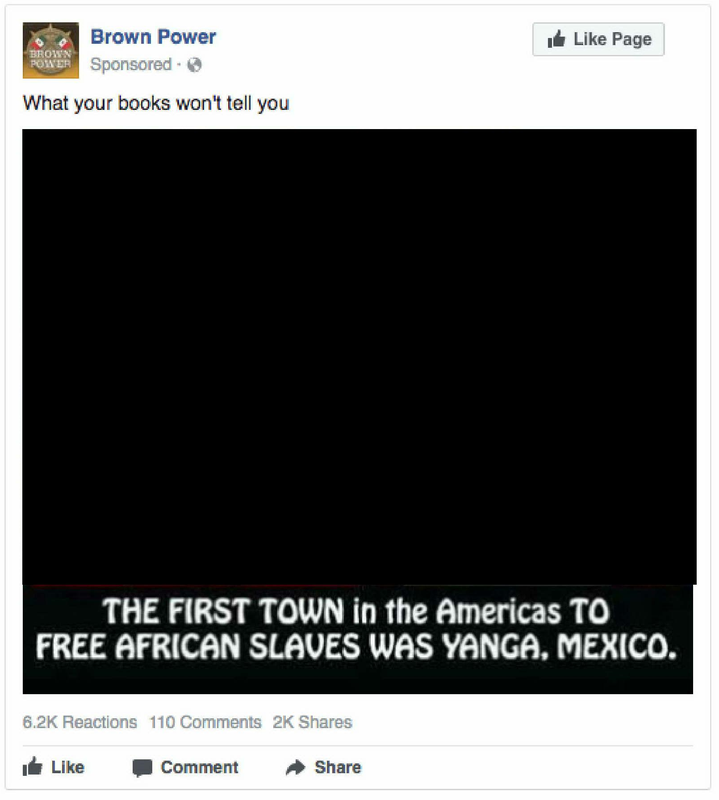 BROWN
POWER
Brown Power
Sponsored ·
Like Page
What your books won't tell you
THE FIRST TOWN in the Americas TO
FREE AFRICAN SLAVES WAS YANGA, MEXICO.
6.2K Reactions 110 Comments 2K Shares
Like Comment Share